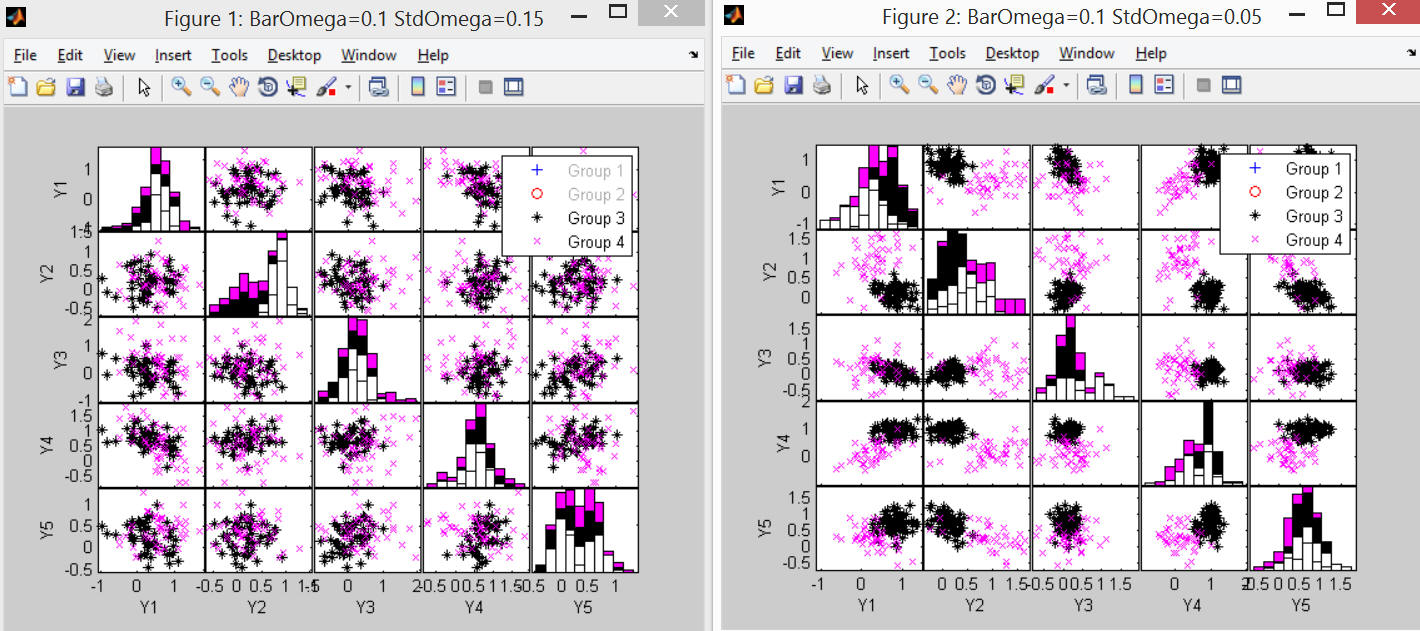 Figure 1: BarOmega=0.1 StdOmega=0.15
File Edit View Insert Tools Desktop Window Help
Group 1
Group 2
Group 3
Group 4
Y1
1
0
-1
Y2
1.5
1
0.5
0
-0.5
Y3
2
1
0
-1
Y4
1.5
1
0.5
0
-0.5
Y5
1
0.5
0
-0.5
-1 0 1
-0.5 0 0.5 1 1.5
0 1
-0.5 0 0.5 1 1.5
0 0.5 1
Y1 Y2 Y3 Y4 Y5
Figure 2: BarOmega=0.1 StdOmega=0.05
File Edit View Insert Tools Desktop Window Help
Group 1
Group 2
Group 3
Group 4
Y1
1
0
-1
Y2
1.5
1
0.5
0
Y3
1.5
1
0.5
0
-0.5
Y4
2
1
0
Y5
1.5
1
0.5
0
-0.5
-1 0 1
0 0.5 1 1.5
-0.5 0 0.5 1 1.5
0 1 2
0.5 0 0.5 1 1.5
Y1 Y2 Y3 Y4 Y5